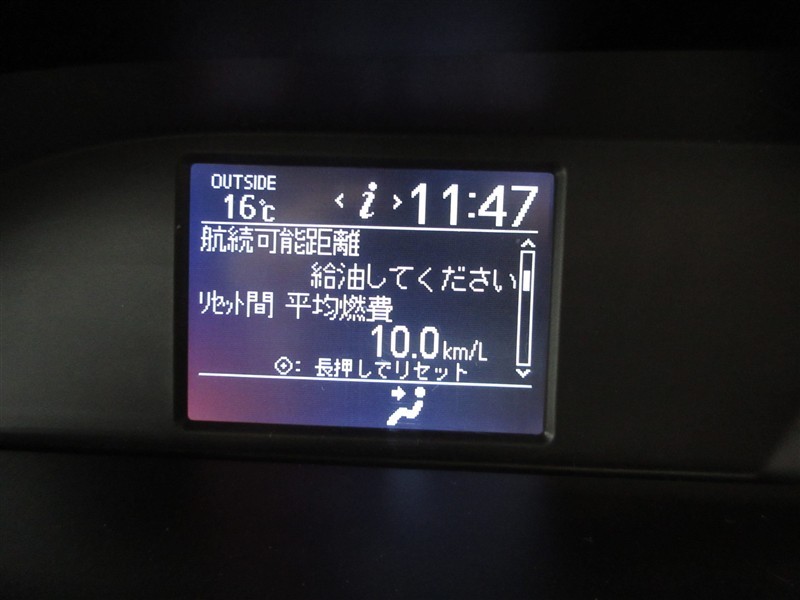 OUTSIDE
16℃ < i > 11:47
航続可能距離
給油してください
リセット間 平均燃費
10.0km/L
: 長押しでリセット